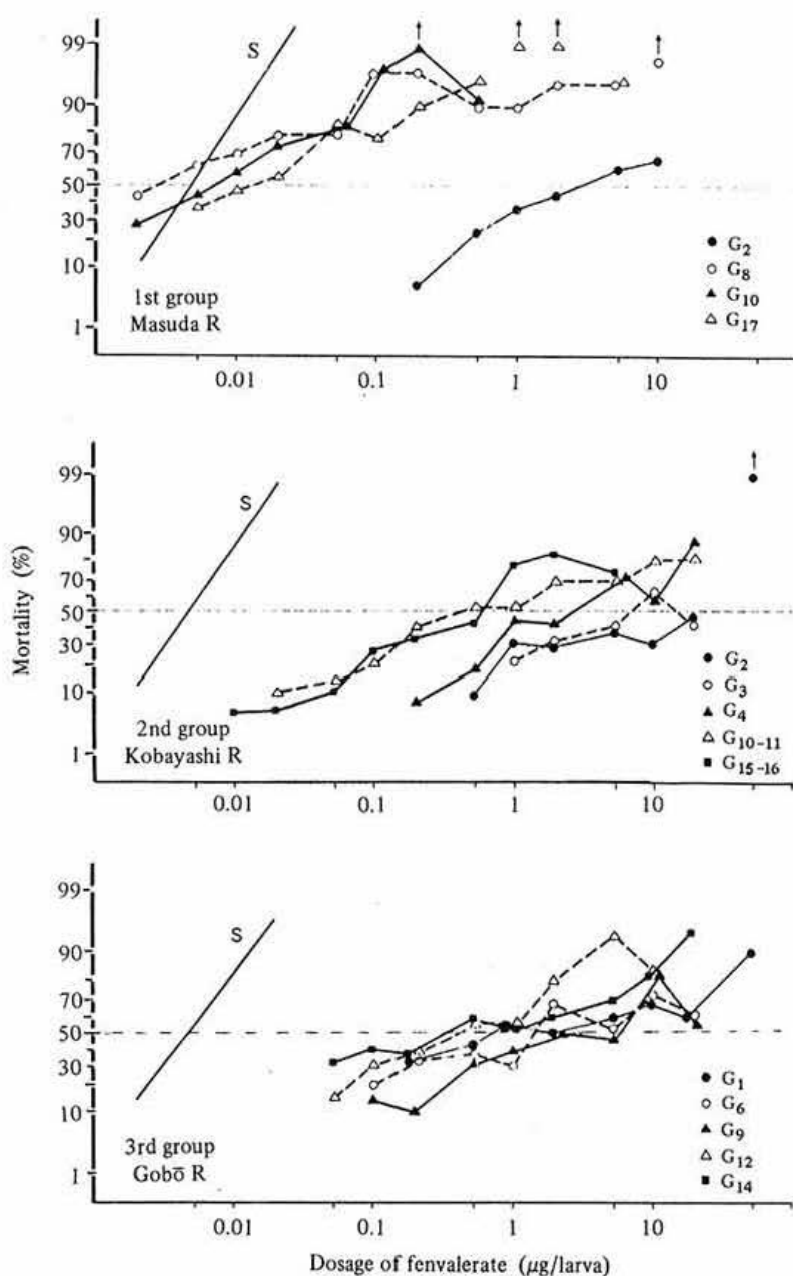 99
90
70
50
30
10
1
S
1st group
Masuda R
● G₂
○ G₈
▲ G₁₀
△ G₁₇
0.01 0.1 1 10
Mortality (%)
99
90
70
50
30
10
1
S
2nd group
Kobayashi R
● G₂
○ G₃
▲ G₄
△ G₁₀₋₁₁
■ G₁₅₋₁₆
0.01 0.1 1 10
99
90
70
50
30
10
1
S
3rd group
Gobō R
● G₁
○ G₆
▲ G₉
△ G₁₂
■ G₁₄
0.01 0.1 1 10
Dosage of fenvalerate (μg/larva)